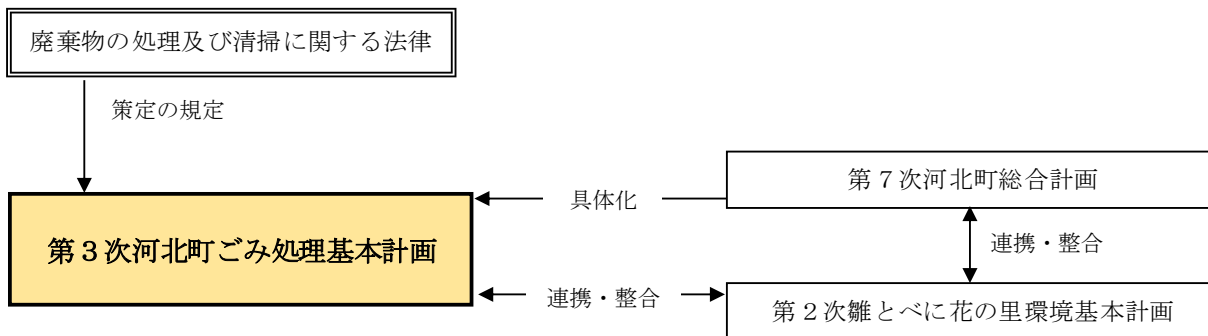 廃棄物の処理及び清掃に関する法律
策定の規定
第７次河北町総合計画
具体化
第３次河北町ごみ処理基本計画
連携・整合
連携・整合
第２次雛とべに花の里環境基本計画